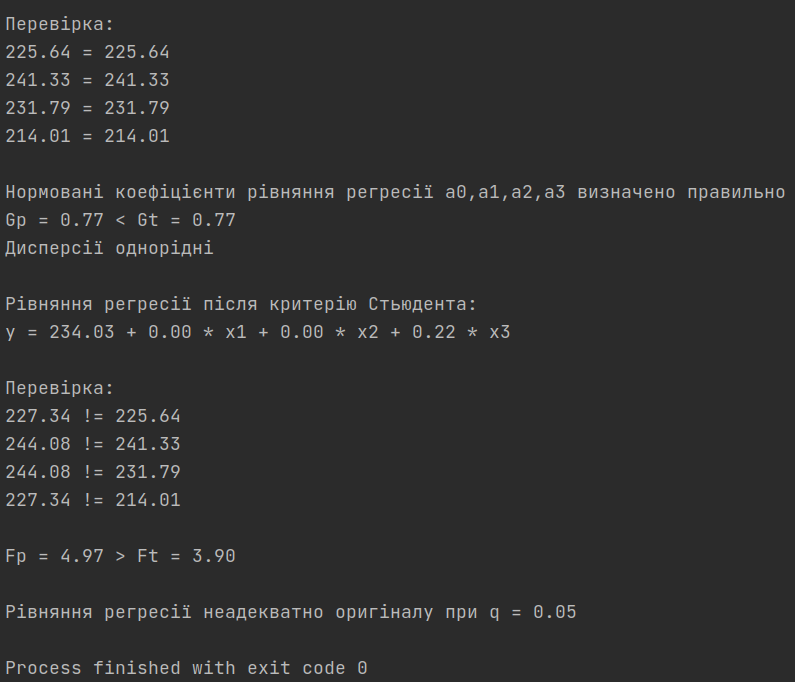 Перевірка:
225.64 = 225.64
241.33 = 241.33
231.79 = 231.79
214.01 = 214.01
Нормовані коефіцієнти рівняння регресії a0,a1,a2,a3 визначено правильно
Gp = 0.77 < Gt = 0.77
Дисперсії однорідні
Рівняння регресії після критерію Стьюдента:
y = 234.03 + 0.00 * x1 + 0.00 * x2 + 0.22 * x3
Перевірка:
227.34 != 225.64
244.08 != 241.33
244.08 != 231.79
227.34 != 214.01
Fp = 4.97 > Ft = 3.90
Рівняння регресії неадекватно оригіналу при q = 0.05
Process finished with exit code 0